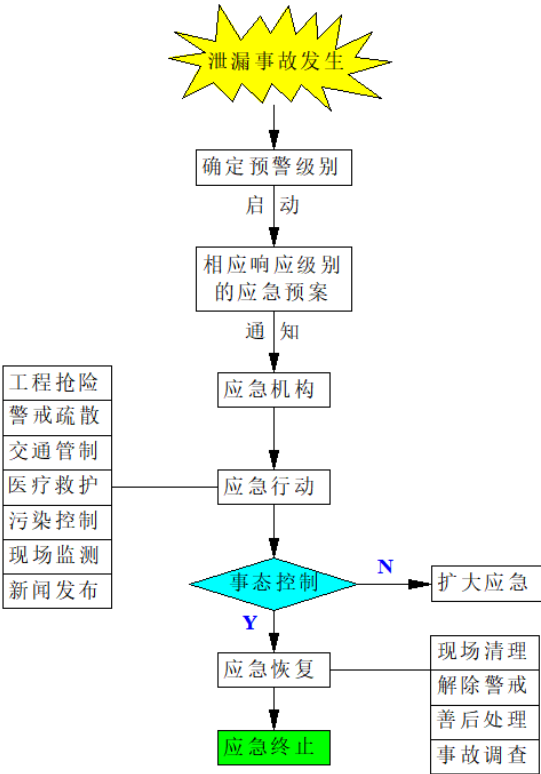 泄漏事故发生
确定预警级别
启动
相应响应级别
的应急预案
通知
应急机构
工程抢险
警戒疏散
交通管制
医疗救护
污染控制
现场监测
新闻发布
应急行动
事态控制
N
扩大应急
Y
应急恢复
现场清理
解除警戒
善后处理
事故调查
应急终止